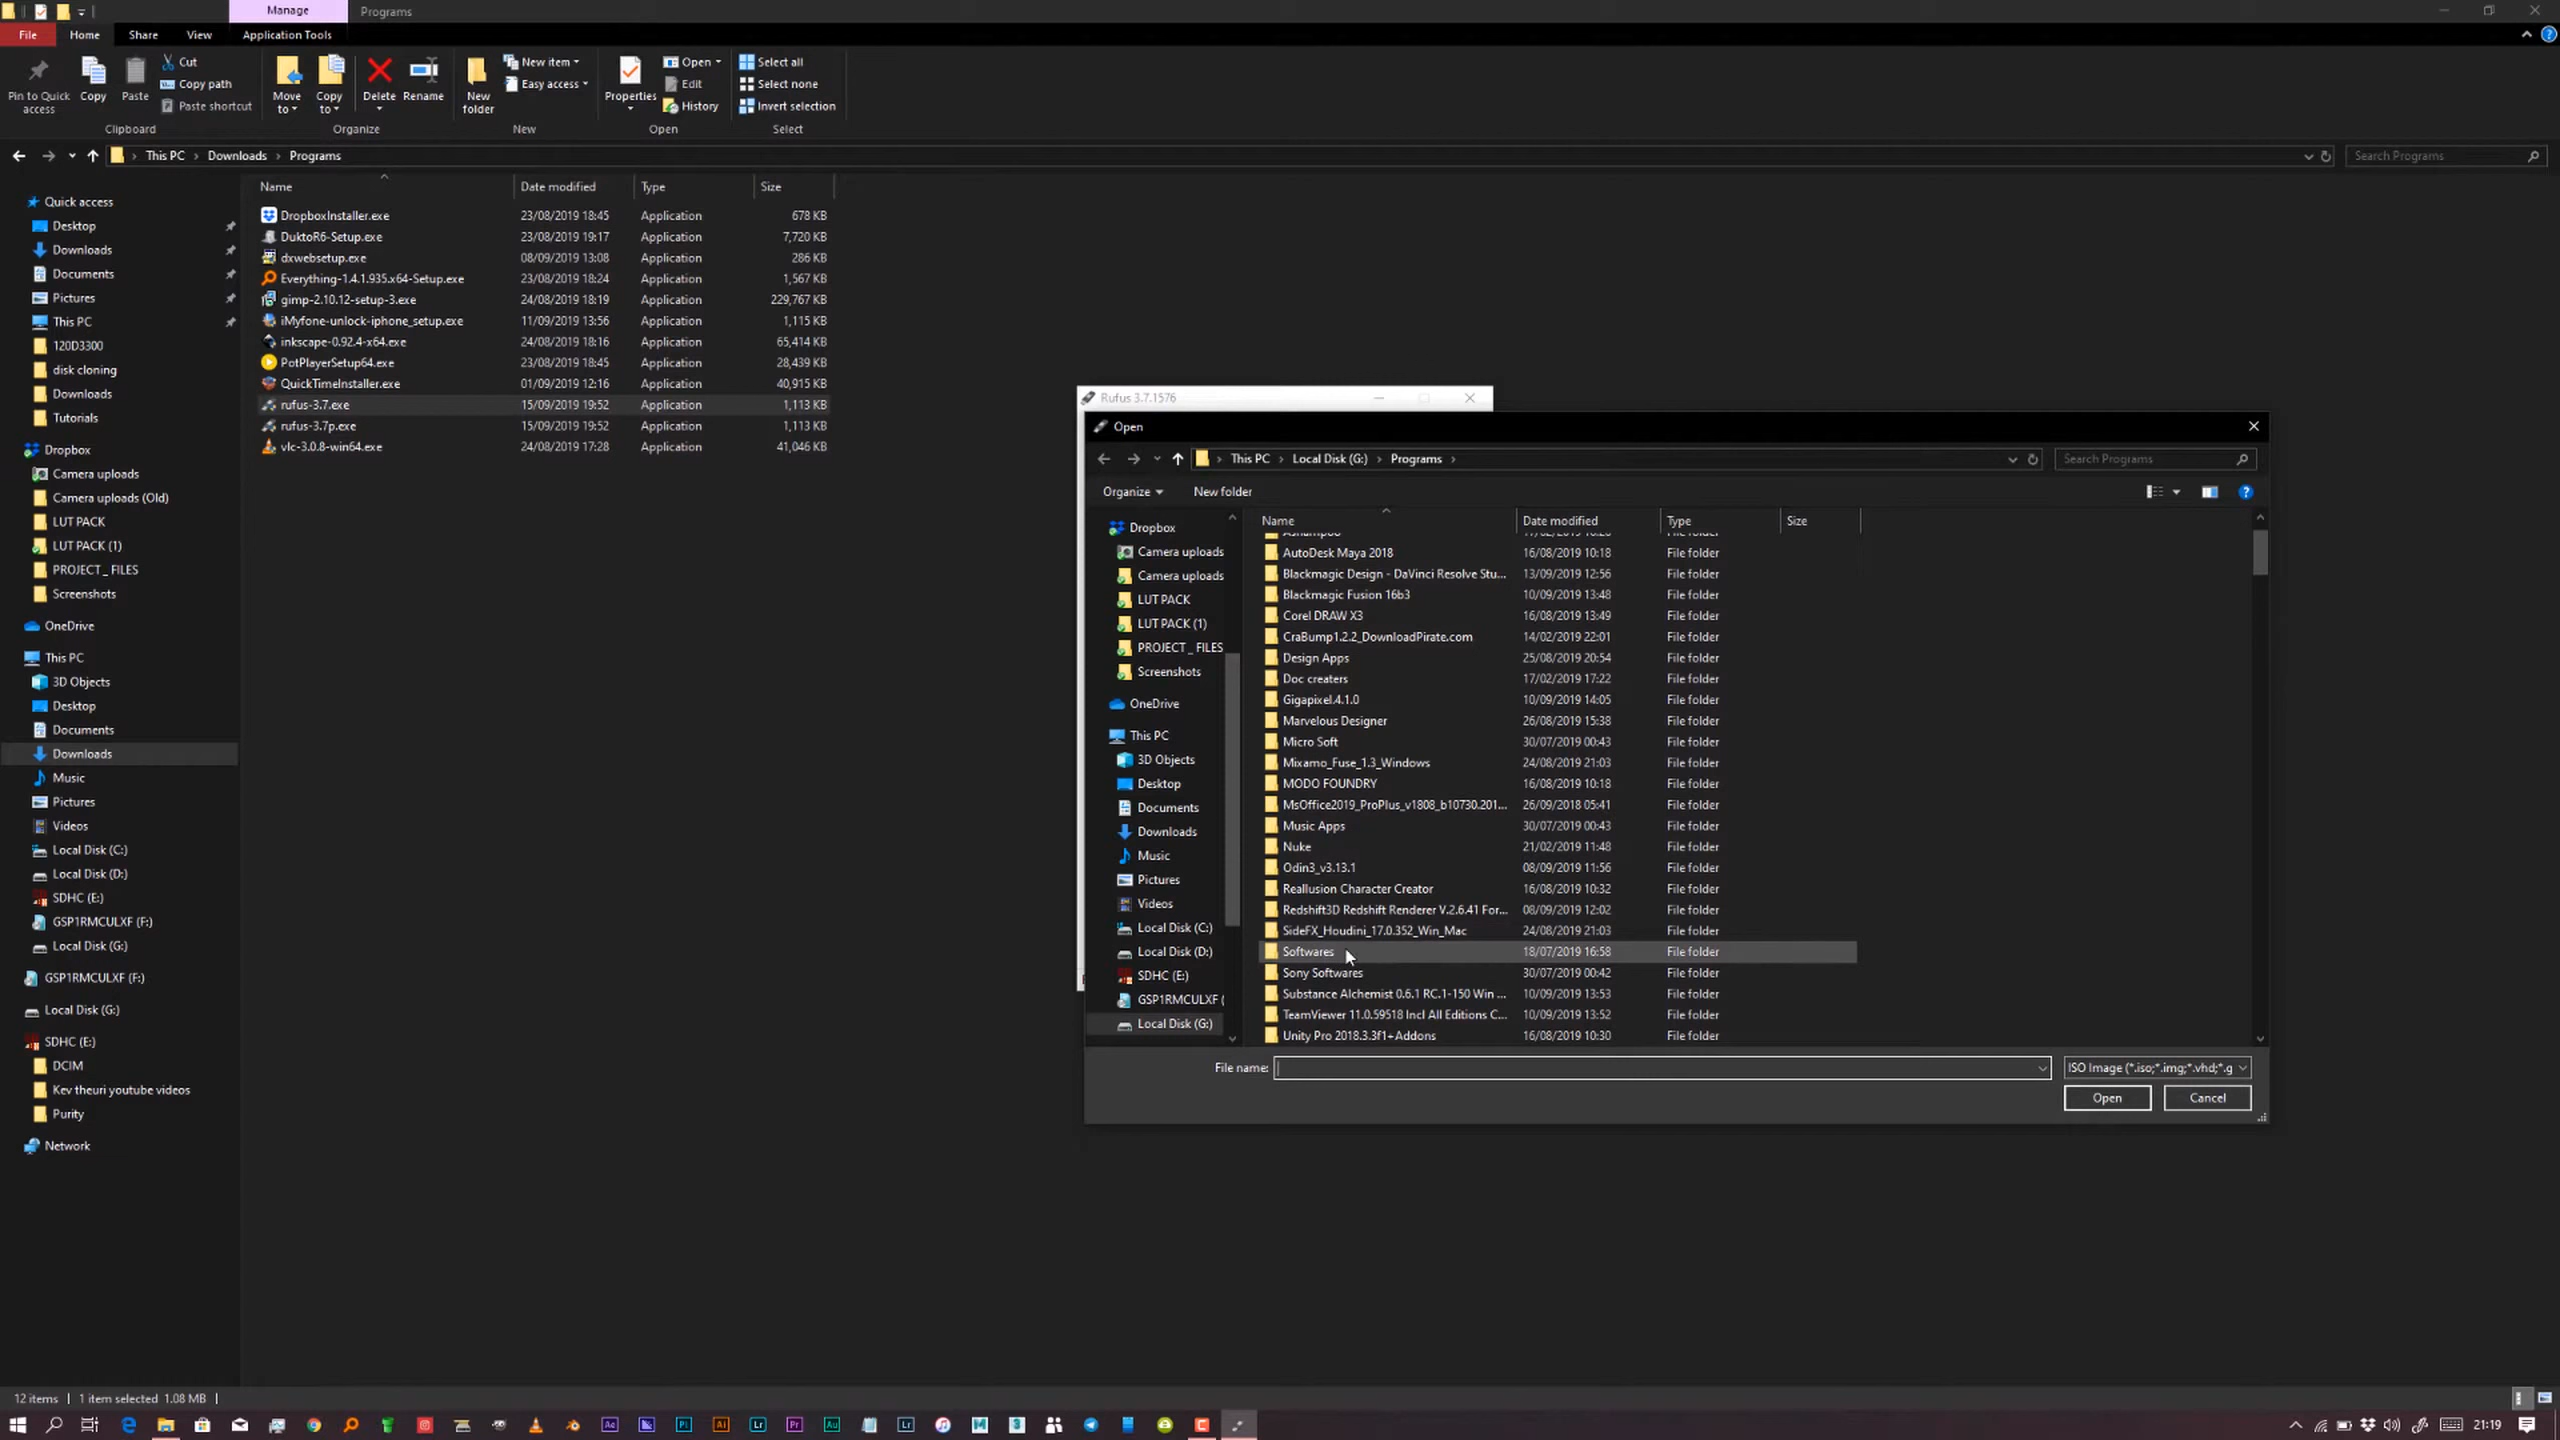 Manage
Programs
File
Home
Share
View
Application Tools
Pin to Quick access
Copy
Paste
Cut
Copy path
Paste shortcut
Clipboard
Move to
Copy to
Delete
Rename
Organize
New folder
New item
Easy access
New
Properties
Open
Edit
History
Open
Select all
Select none
Invert selection
Select
This PC > Downloads > Programs
Search Programs
Name Date modified Type Size
DropboxInstaller.exe 23/08/2019 18:45 Application 678 KB
DuktoR6-Setup.exe 23/08/2019 19:17 Application 7,720 KB
dxwebsetup.exe 08/09/2019 13:08 Application 286 KB
Everything-1.4.1.935.x64-Setup.exe 23/08/2019 18:24 Application 1,567 KB
gimp-2.10.12-setup-3.exe 24/08/2019 18:19 Application 229,767 KB
iMyfone-unlock-iphone_setup.exe 11/09/2019 13:56 Application 1,115 KB
inkscape-0.92.4-x64.exe 24/08/2019 18:16 Application 65,414 KB
PotPlayerSetup64.exe 23/08/2019 18:45 Application 28,439 KB
QuickTimeInstaller.exe 01/09/2019 12:16 Application 40,915 KB
rufus-3.7.exe 15/09/2019 19:52 Application 1,113 KB
rufus-3.7p.exe 15/09/2019 19:52 Application 1,113 KB
vlc-3.0.8-win64.exe 24/08/2019 17:28 Application 41,046 KB
Quick access
Desktop
Downloads
Documents
Pictures
This PC
120D3300
disk cloning
Downloads
Tutorials
Dropbox
Camera uploads
Camera uploads (Old)
LUT PACK
LUT PACK (1)
PROJECT _ FILES
Screenshots
OneDrive
This PC
3D Objects
Desktop
Documents
Downloads
Music
Pictures
Videos
Local Disk (C:)
Local Disk (D:)
SDHC (E:)
GSP1RMCULXF (F:)
Local Disk (G:)
GSP1RMCULXF (F:)
Local Disk (G:)
SDHC (E:)
DCIM
Kev theuri youtube videos
Purity
Network
Rufus 3.7.1576
Open
This PC > Local Disk (G:) > Programs >
Search Programs
Organize
New folder
Dropbox
Camera uploads
Camera uploads
LUT PACK
LUT PACK (1)
PROJECT _ FILES
Screenshots
OneDrive
This PC
3D Objects
Desktop
Documents
Downloads
Music
Pictures
Videos
Local Disk (C:)
Local Disk (D:)
SDHC (E:)
GSP1RMCULXF (
Local Disk (G:)
Name Date modified Type Size
AutoDesk Maya 2018 16/08/2019 10:18 File folder
Blackmagic Design - DaVinci Resolve Stu... 13/09/2019 12:56 File folder
Blackmagic Fusion 16b3 10/09/2019 13:48 File folder
Corel DRAW X3 16/08/2019 13:49 File folder
CraBump1.2.2_DownloadPirate.com 14/02/2019 22:01 File folder
Design Apps 25/08/2019 20:54 File folder
Doc creaters 17/02/2019 17:22 File folder
Gigapixel.4.1.0 10/09/2019 14:05 File folder
Marvelous Designer 26/08/2019 15:38 File folder
Micro Soft 30/07/2019 00:43 File folder
Mixamo_Fuse_1.3_Windows 24/08/2019 21:03 File folder
MODO FOUNDRY 16/08/2019 10:18 File folder
MsOffice2019_ProPlus_v1808_b10730.201... 26/09/2018 05:41 File folder
Music Apps 30/07/2019 00:43 File folder
Nuke 21/02/2019 11:48 File folder
Odin3_v3.13.1 08/09/2019 11:56 File folder
Reallusion Character Creator 16/08/2019 10:32 File folder
Redshift3D Redshift Renderer V.2.6.41 For... 08/09/2019 12:02 File folder
SideFX_Houdini_17.0.352_Win_Mac 24/08/2019 21:03 File folder
Softwares 18/07/2019 16:58 File folder
Sony Softwares 30/07/2019 00:42 File folder
Substance Alchemist 0.6.1 RC.1-150 Win ... 10/09/2019 13:53 File folder
TeamViewer 11.0.59518 Incl All Editions C... 10/09/2019 13:52 File folder
Unity Pro 2018.3.3f1+Addons 16/08/2019 10:30 File folder
File name:
ISO Image (*.iso;*.img;*.vhd;*.g
Open
Cancel
12 items
1 item selected 1.08 MB
21:19